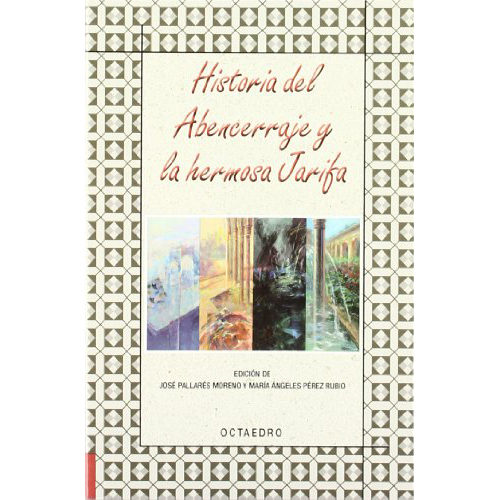 Historia del
Abencerraje y
la hermosa Jarifa
EDICIÓN DE
JOSÉ PALLARÉS MORENO Y MARÍA ÁNGELES PÉREZ RUBIO
OCTAEDRO